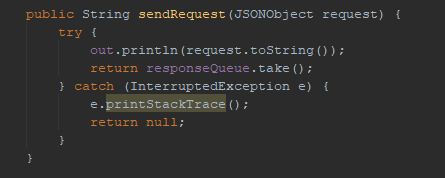 public String sendRequest(JSONObject request) {
    try {
        out.println(request.toString());
        return responseQueue.take();
    } catch (InterruptedException e) {
        e.printStackTrace();
        return null;
    }
}